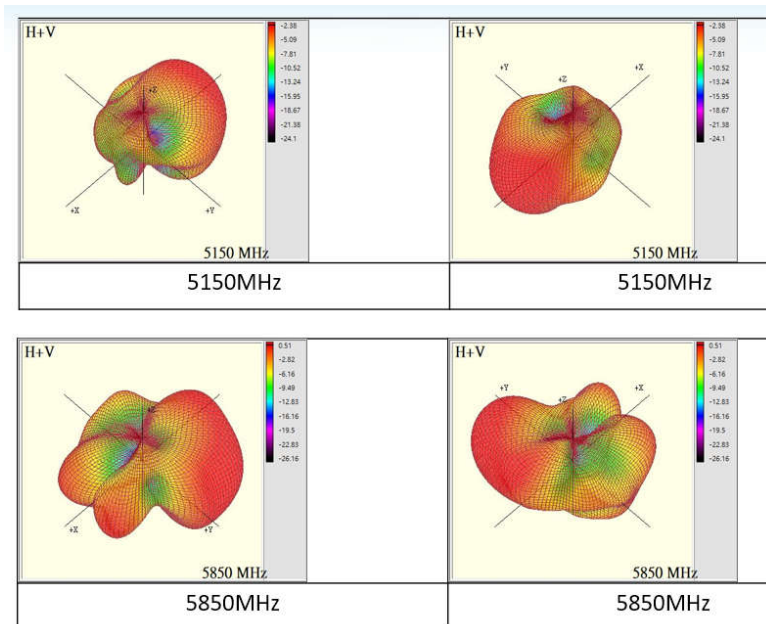 H+V
-2.38
-5.09
-7.81
-10.52
-13.24
-15.95
-18.67
-21.38
-24.1
+Z
+X
+Y
5150 MHz
5150MHz
H+V
-2.38
-5.09
-7.81
-10.52
-13.24
-15.95
-18.67
-21.38
-24.1
+Y
+Z
+X
5150 MHz
5150MHz
H+V
0.51
-2.82
-6.16
-9.49
-12.83
-16.16
-19.5
-22.83
-26.16
+Z
+X
+Y
5850 MHz
5850MHz
H+V
0.51
-2.82
-6.16
-9.49
-12.83
-16.16
-19.5
-22.83
-26.16
+Y
+Z
+X
5850 MHz
5850MHz